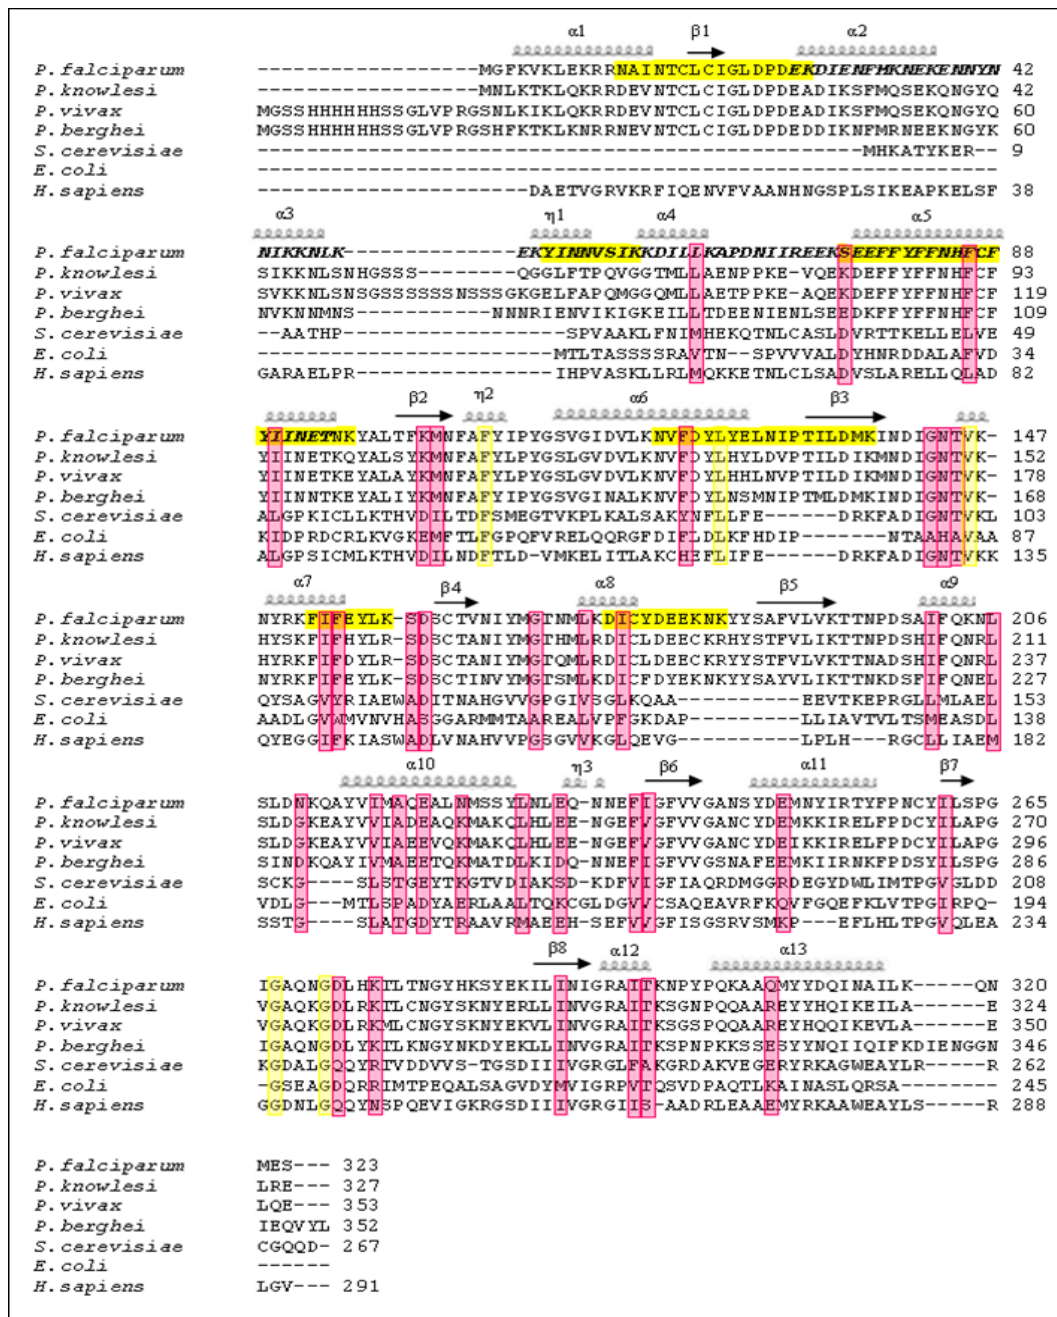 α1 β1 α2
P.falciparum ------------------MGFKVKLEKRRNAINTCLCIGLDPDEKDIENFMKNEKENNYN 42
P.knowlesi ------------------MNLKTKLQKRRDEVNTCLCIGLDPDEADIKSFMQSEKQNGYQ 42
P.vivax MGSSHHHHHHSSGLVPRGSNLKIKLQKRRDEVNTCLCIGLDPDEADIKSFMQSEKQNGYQ 60
P.berghei MGSSHHHHHHSSGLVPRGSHFKTKLKNRRNEVNTCLCIGLDPDEDDIKNFMRNEEKNGYK 60
S.cerevisiae -------------------------------------------------MHKATYKER-- 9
E.coli ------------------------------------------------------------
H.sapiens ----------------------DAETVGRVKRFIQENVFVAANHNGSPLSIKEAPKELSF 38
α3 η1 α4 α5
P.falciparum NIKKNLK--------------EKYINNVSIKKDILLKAPDNIIREEKSEEFFYFFNHFCF 88
P.knowlesi SIKKNLSNHGSSS--------QGGLFTPQVGGTMLLAENPPKE-VQEKDEFFYFFNHFCF 93
P.vivax SVKKNLSNGSSSSSSSNSSSGKGELFAPQMGGQMLLAETPPKE-AQEKDEFFYFFNHFCF 119
P.berghei NVKNNMNS-----------NNNRIENVIKIGKEILLTDEENIENLSEEDKFFYFFNHFCF 109
S.cerevisiae --AATHP------------------SPVAAKLFNIMHEKQTNLCASLDVRTTKELLELVE 49
E.coli ------------------------MTLTASSSSRAVTN--SPVVVALDYHNRDDALAFVD 34
H.sapiens GARAELPR----------------IHPVASKLLRLMQKKETNLCLSADVSLARELLQLAD 82
β2 η2 α6 β3
P.falciparum YIINETNKYALTFKMNFAFYIPYGSVGIDVLKNVFDYLYELNIPTILDMKINDIGNTVK- 147
P.knowlesi YIINETKQYALSYKMNFAFYLPYGSLGVDVLKNVFDYLHYLDVPTILDIKMNDIGNTVK- 152
P.vivax YIINETKEYALAYKMNFAFYLPYGSLGVDVLKNVFDYLHHLNVPTILDIKMNDIGNTVK- 178
P.berghei YIINNTKEYALIYKMNFAFYIPYGSVGINALKNVFDYLNSMNIPTMLDMKINDIGNTVK- 168
S.cerevisiae ALGPKICLLKTHVDILTDFSMEGTVKPLKALSAKYNFLLFE------DRKFADIGNTVKL 103
E.coli KIDPRDCRLKVGKEMFTLFGPQFVRELQQRGFDIFLDLKFHDIP-------NTAAHAVAA 87
H.sapiens ALGPSICMLKTHVDILNDFTLD-VMKELITLAKCHEFLIFE------DRKFADIGNTVKK 135
α7 β4 α8 β5 α9
P.falciparum NYRKFIFEYLK-SDSCTVNIYMGTNMLKDICYDEEKNKYYSAFVLVKTTNPDSAIFQKNL 206
P.knowlesi HYSKFIFHYLR-SDSCTANIYMGTNMLRDICLDEECKRHYSTFVLIKTTNADSHIFQNRL 211
P.vivax HYRKFIFDYLR-SDSCTANIYMGTQMLRDICLDEECKRYYSTFVLVKTTNADSHIFQNRL 237
P.berghei NYRKFIFEYLK-SDSCTINVYMGTSMLKDICFDYEKNKYYSAYVLIKTTNKDSFIFQNEL 227
S.cerevisiae QYSAGVYRIAEWADITNAHGVVGPGIVSGLKQAA----------EEVTKEPRGLLMLAEL 153
E.coli AADLGVWMVNVHASGGARMMTAAREALVPFGKDAP---------LLIAVTVLTSMEASDL 138
H.sapiens QYEGGIFKIASWADLVNAHVVPGSGVVKGLQEVG----------LPLH---RGCLLIAEM 182
α10 η3 β6 α11 β7
P.falciparum SLDNKQAYVIMAQEALNMSSYLNLEQ-NNEFIGFVVGANSYDEMNYIRTYFPNCYILSPG 265
P.knowlesi SLDGKEAYVVIADEAQKMAKQLHLEE-NGEFVGFVVGANCYDEMKKIRELFPDCYILAPG 270
P.vivax SLDGKEAYVVIAEEVQKMAKQLHLEE-NGEFVGFVVGANCYDEIKKIRELFPDCYILAPG 296
P.berghei SINDKQAYIVMAEETQKMATDLKIDQ-NNEFIGFVVGSNAFEEMKIIRNKFPDSYILSPG 286
S.cerevisiae SCKG----SLSTGEYTKGTVDIAKSD-KDFVIGFIAQRDMGGRDEGYDWLIMTPGVGLDD 208
E.coli VDLG----MTLSPADYAERLAALTQKCGLDGVVCSAQEAVRFKQVFGQEFKLVTPGIRPQ- 194
H.sapiens SSTG----SLATGDYTRAAVRMAEEH-SEFVVGFISGSRVSMKP---EFLHLTPGVQLEA 234
β8 α12 α13
P.falciparum IGAQNGDLHKTLTNGYHKSYEKILINIGRAITKNPYPQKAAQMYYDQINAILK-----QN 320
P.knowlesi VGAQKGDLRKMLCNGYSKNYERLLINVGRAITKSGNPQQAAREYHQQIKEVLA------E 324
P.vivax VGAQKGDLRKMLCNGYSKNYEKVLINVGRAITKSGSPQQAAREYHQQIKEVLA------E 350
P.berghei IGAQNGDLYKTLKNGYNKDYEKLLINVGRAITKSPNPKKSSESYYNQIIQIFKDIENGGN 346
S.cerevisiae KGDALGQQYRTVDDVVS-TGSDIIIVGRGLFAKGRDAKVEGERYRKAGWEAYLR-----R 262
E.coli -GSEAGDQRRIMTPEQALSAGVDYMVIGRPVTQSVDPAQTLKAINASLQRSA-------- 245
H.sapiens GGDNLGQQYNSPQEVIGKRGSDIIIVGRGIIS-AADRLEAAEMYRKAAWEAYLS-----R 288
P.falciparum MES--- 323
P.knowlesi LRE--- 327
P.vivax LQE--- 353
P.berghei IEQVYL 352
S.cerevisiae CGQQD- 267
E.coli ------
H.sapiens LGV--- 291